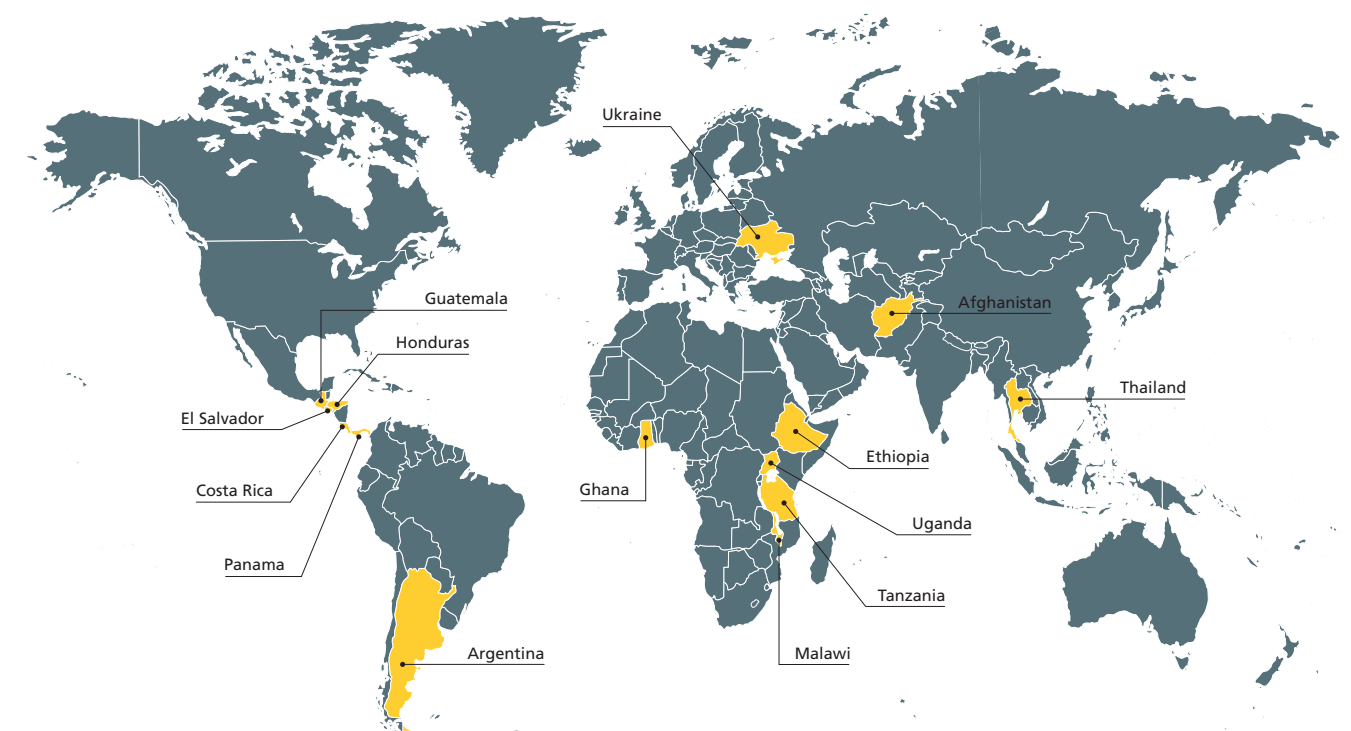 Ukraine
Guatemala
Afghanistan
Honduras
Thailand
El Salvador
Ethiopia
Costa Rica
Ghana
Uganda
Panama
Tanzania
Argentina
Malawi